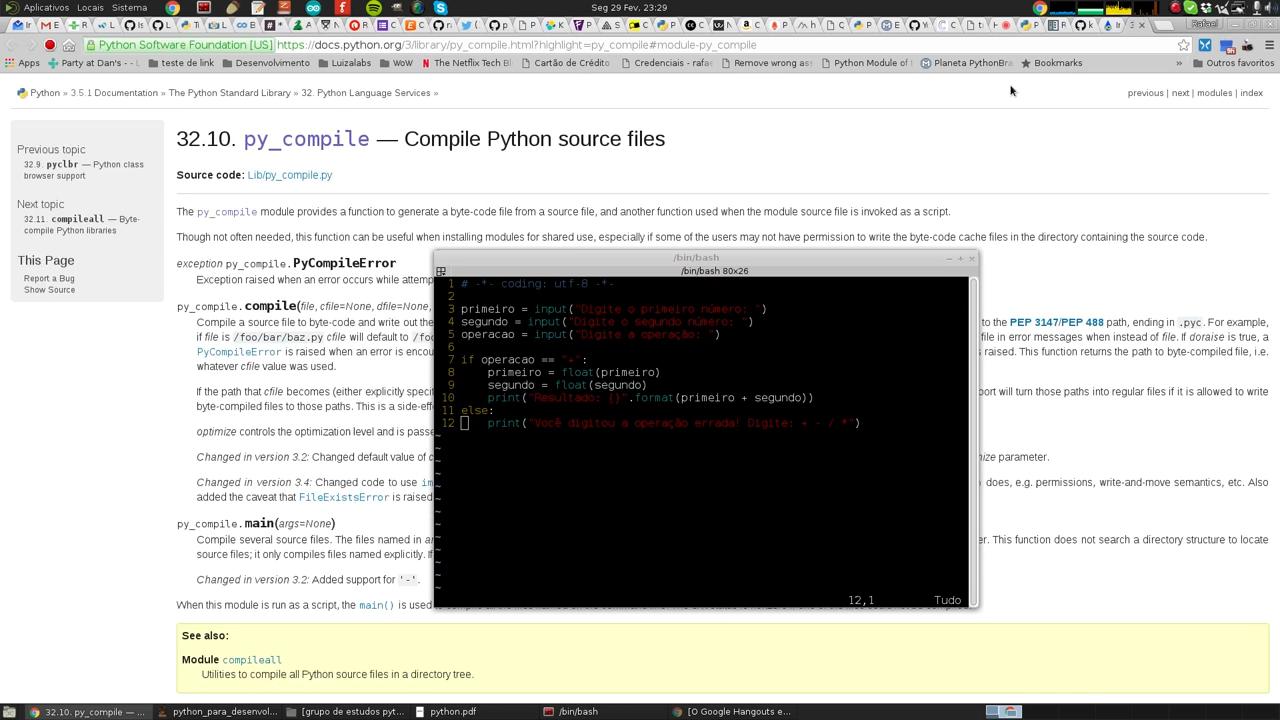 Aplicativos Locais Sistema
Seg 29 Fev, 23:29
Rafael
Python Software Foundation [US]
https://docs.python.org/3/library/py_compile.html?highlight=py_compile#module-py_compile
Apps
Party at Dan's - -
teste de link
Desenvolvimento
Luizalabs
WoW
The Netflix Tech Bl
Cartão de Crédito
Credenciais - rafae
Remove wrong ass
Python Module of t
Planeta PythonBra
Bookmarks
»
Outros favoritos
Python » 3.5.1 Documentation » The Python Standard Library » 32. Python Language Services »
previous | next | modules | index
Previous topic
32.9. pyclbr — Python class
browser support
Next topic
32.11. compileall — Byte-
compile Python libraries
This Page
Report a Bug
Show Source
32.10. py_compile — Compile Python source files
Source code: Lib/py_compile.py
The py_compile module provides a function to generate a byte-code file from a source file, and another function used when the module source file is invoked as a script.
Though not often needed, this function can be useful when installing modules for shared use, especially if some of the users may not have permission to write the byte-code cache files in the directory containing the source code.
exception py_compile.PyCompileError
Exception raised when an error occurs while attemp
py_compile.compile(file, cfile=None, dfile=None,
Compile a source file to byte-code and write out the
to the PEP 3147/PEP 488 path, ending in .pyc. For example,
if file is /foo/bar/baz.py cfile will default to /foo
file in error messages when instead of file. If doraise is true, a
PyCompileError is raised when an error is encou
raised. This function returns the path to byte-compiled file, i.e.
whatever cfile value was used.
If the path that cfile becomes (either explicitly specif
port will turn those paths into regular files if it is allowed to write
byte-compiled files to those paths. This is a side-eff
optimize controls the optimization level and is passe
Changed in version 3.2: Changed default value of c
mize parameter.
Changed in version 3.4: Changed code to use im
does, e.g. permissions, write-and-move semantics, etc. Also
added the caveat that FileExistsError is raised
py_compile.main(args=None)
Compile several source files. The files named in ar
er. This function does not search a directory structure to locate
source files; it only compiles files named explicitly. If
Changed in version 3.2: Added support for '-'.
When this module is run as a script, the main() is used
See also:
Module compileall
Utilities to compile all Python source files in a directory tree.
/bin/bash
/bin/bash 80x26
1 # -*- coding: utf-8 -*-
2
3 primeiro = input("Digite o primeiro número: ")
4 segundo = input("Digite o segundo número: ")
5 operacao = input("Digite a operação: ")
6
7 if operacao == "+":
8     primeiro = float(primeiro)
9     segundo = float(segundo)
10     print("Resultado: {}".format(primeiro + segundo))
11 else:
12     print("Você digitou a operação errada! Digite: + - / *")
~
~
~
~
~
~
~
~
~
~
~
~
~
12,1 Tudo
32.10. py_compile — ...
python_para_desenvol...
[grupo de estudos pyt...
python.pdf
/bin/bash
[O Google Hangouts e...